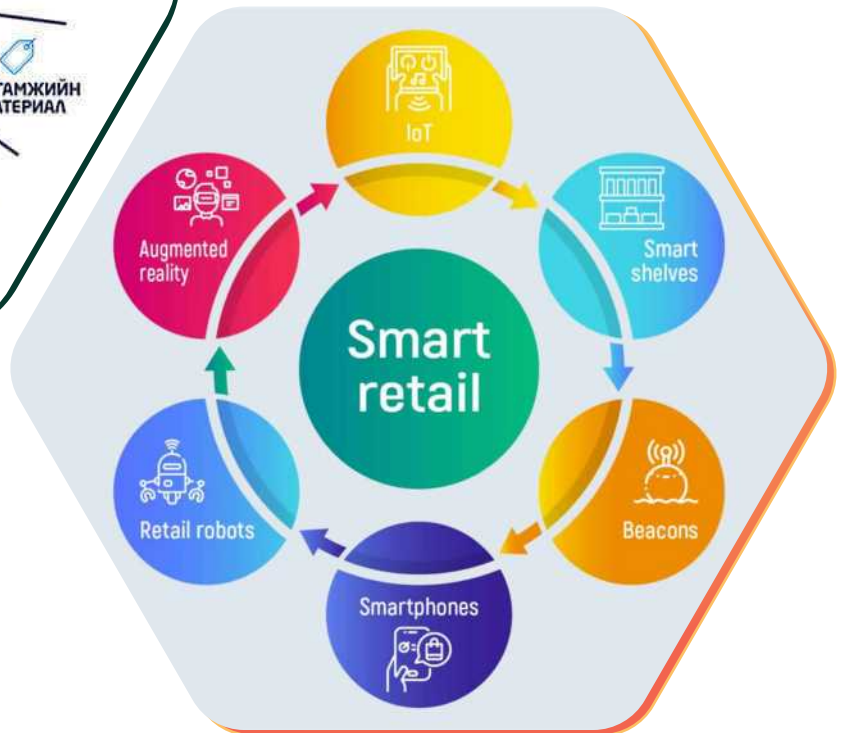 IoT
Smart
shelves
Beacons
Smartphones
Retail robots
Augmented
reality
Smart
retail